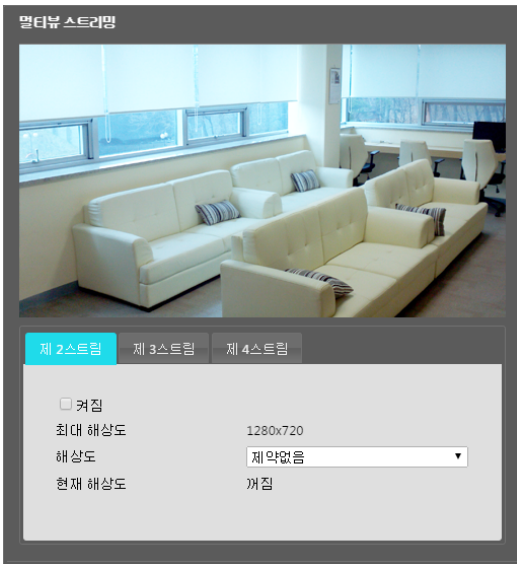 멀티뷰 스트리밍
제 2스트림 제 3스트림 제 4스트림
켜짐
최대 해상도 1280x720
해상도 제약없음
현재 해상도 꺼짐